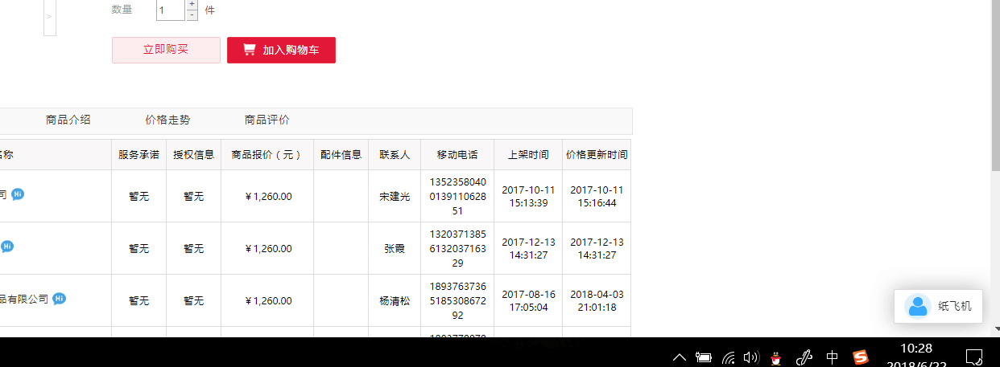 数量 1 + - 件
>
立即购买 加入购物车
商品介绍 价格走势 商品评价
名称 服务承诺 授权信息 商品报价（元） 配件信息 联系人 移动电话 上架时间 价格更新时间
司 Hi 暂无 暂无 ￥1,260.00 宋建光 1352358040 2017-10-11 2017-10-11
0139110628 15:13:39 15:16:44
51
Hi 暂无 暂无 ￥1,260.00 张霞 1320371385 2017-12-13 2017-12-13
6132037163 14:31:27 14:31:27
29
品有限公司 Hi 暂无 暂无 ￥1,260.00 杨清松 1893763736 2017-08-16 2018-04-03
5185308672 17:05:04 21:01:18
92
纸飞机
中 S 10:28
2018/6/22